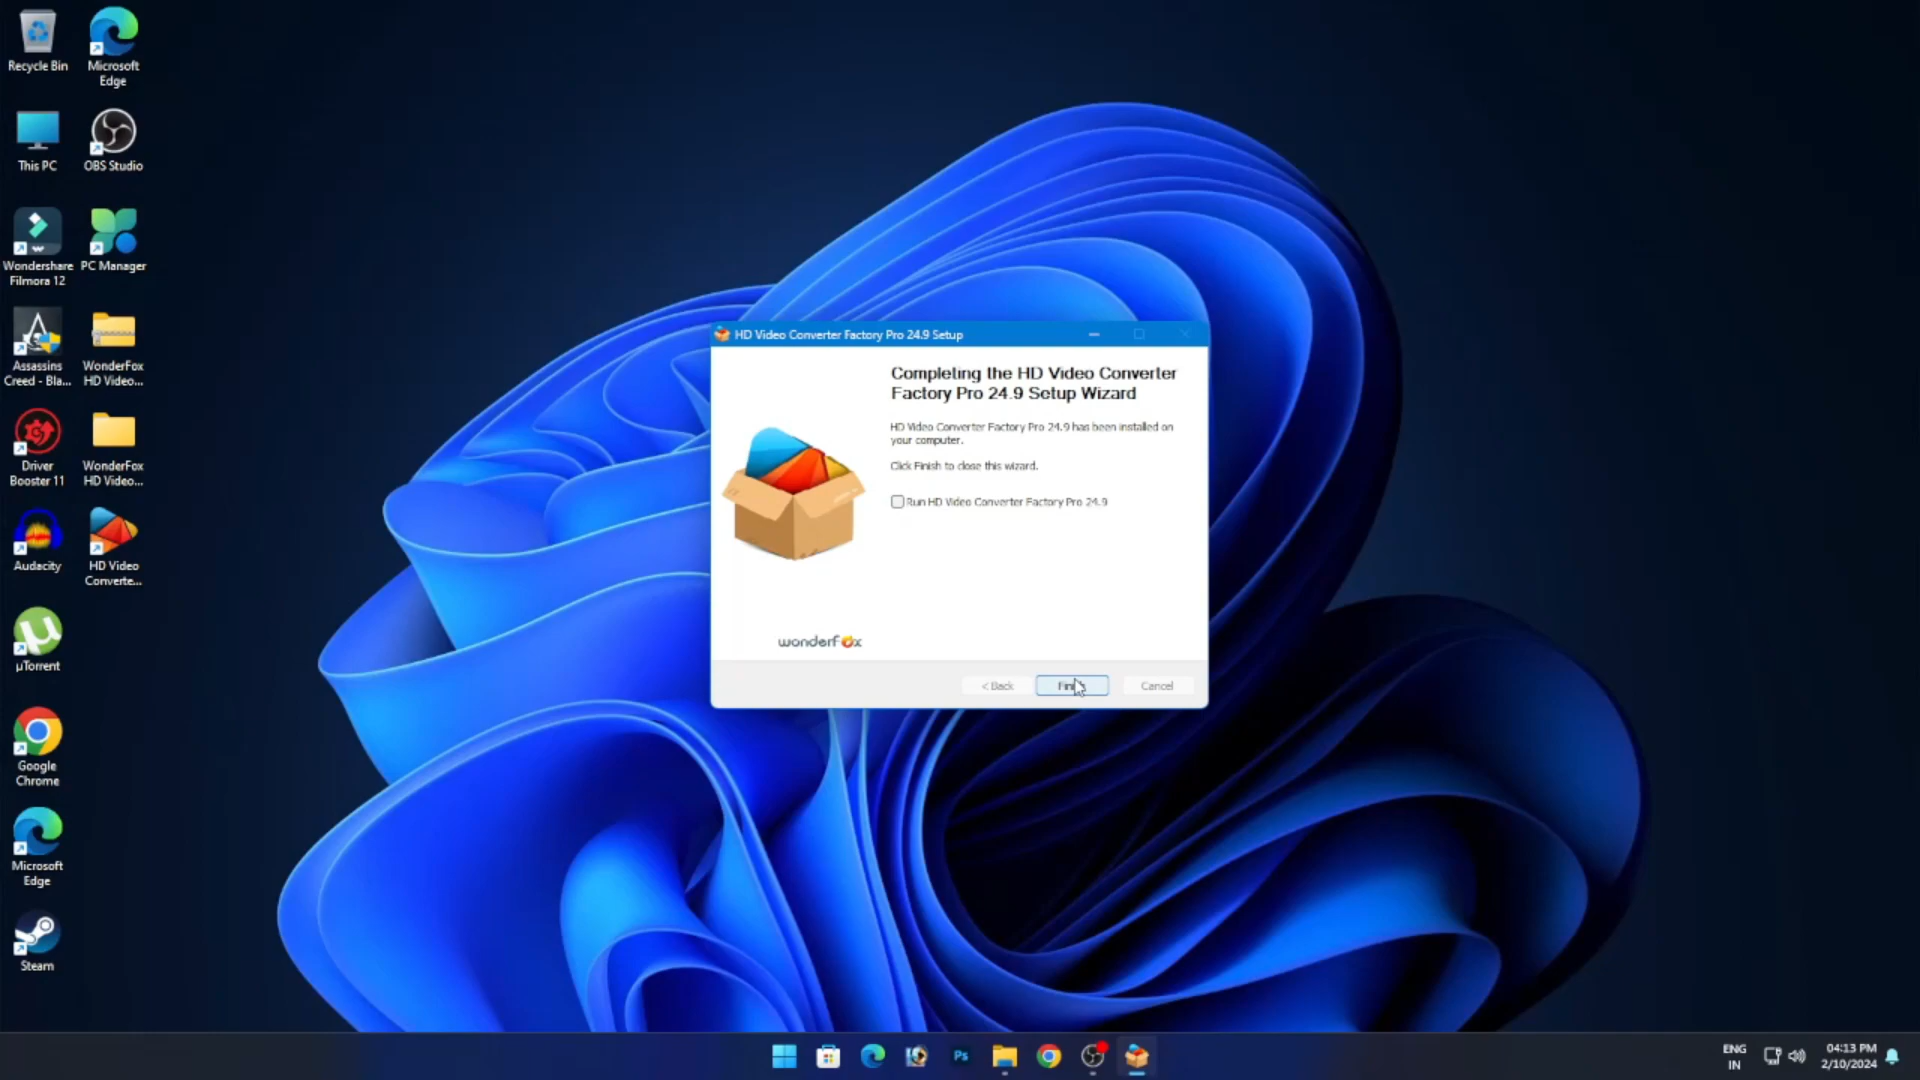 Recycle Bin
Microsoft
Edge
This PC
OBS Studio
Wondershare
Filmora 12
PC Manager
Assassins
Creed - Bla...
WonderFox
HD Video...
Driver
Booster 11
WonderFox
HD Video...
Audacity
HD Video
Converte...
µTorrent
Google
Chrome
Microsoft
Edge
Steam
HD Video Converter Factory Pro 24.9 Setup
Completing the HD Video Converter
Factory Pro 24.9 Setup Wizard
HD Video Converter Factory Pro 24.9 has been installed on
your computer.
Click Finish to close this wizard.
Run HD Video Converter Factory Pro 24.9
wonderfox
< Back
Cancel
Ps
ENG
IN
04:13 PM
2/10/2024